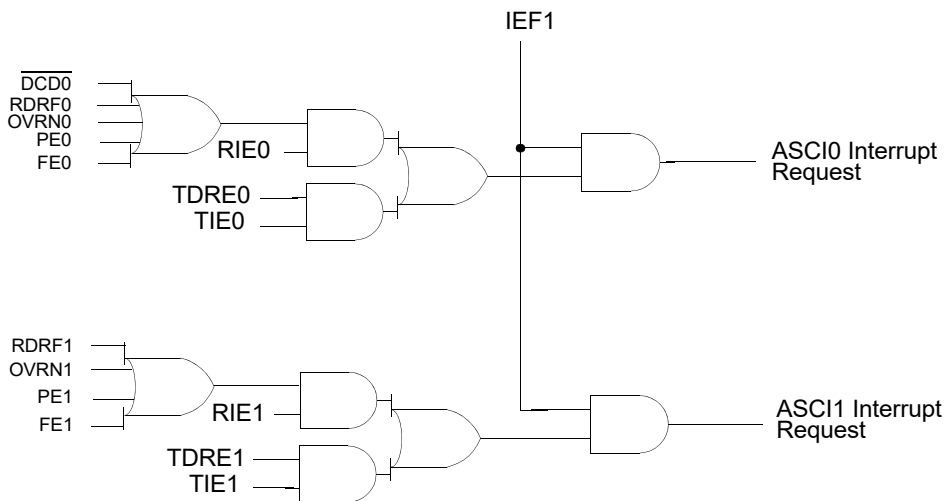 IEF1
DCD0
RDRF0
OVRN0
PE0
FE0
RIE0
TDRE0
TIE0
ASCI0 Interrupt
Request
RDRF1
OVRN1
PE1
FE1
RIE1
TDRE1
TIE1
ASCI1 Interrupt
Request